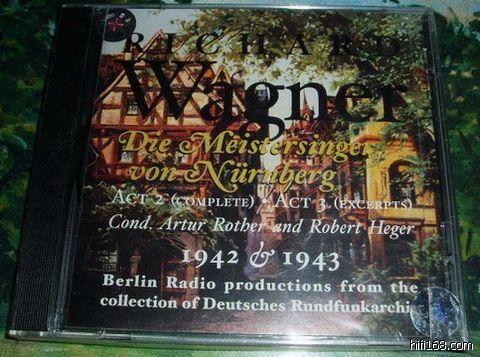 RICHARD
Wagner
Die Meistersinger
von Nürnberg
ACT 2 (COMPLETE) · ACT 3 (EXCERPTS)
Cond. Artur Rother and Robert Heger
1942 & 1943
Berlin Radio productions from the
collection of Deutsches Rundfunkarchi
hifi168.com